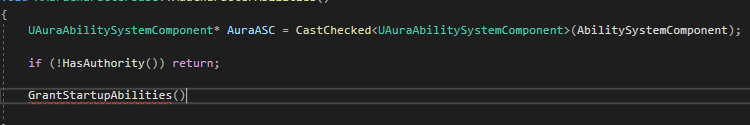 {
UAuraAbilitySystemComponent* AuraASC = CastChecked<UAuraAbilitySystemComponent>(AbilitySystemComponent);
if (!HasAuthority()) return;
GrantStartupAbilities()